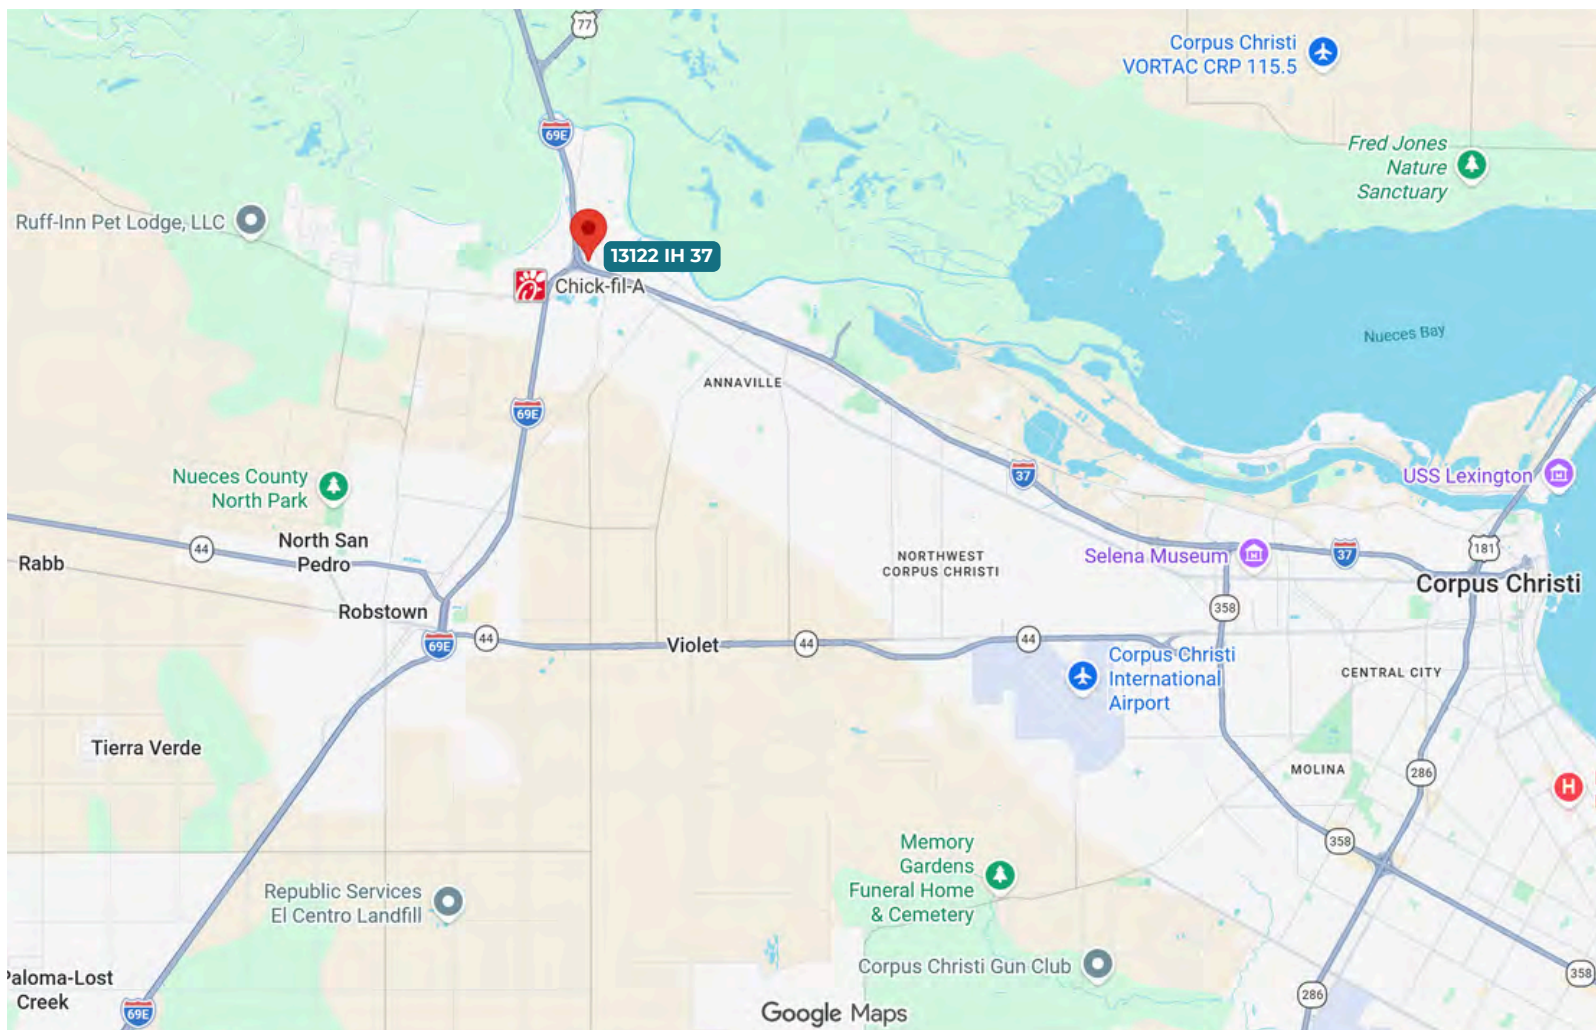 77
Corpus Christi
VORTAC CRP 115.5
69E
Fred Jones
Nature
Sanctuary
Ruff-Inn Pet Lodge, LLC
13122 IH 37
Chick-fil-A
Nueces Bay
ANNAVILLE
69E
Nueces County
North Park
37
USS Lexington
44
North San
Pedro
Rabb
NORTHWEST
CORPUS CHRISTI
Selena Museum
37
181
Corpus Christi
Robstown
358
69E
44
Violet
44
44
Corpus Christi
International
Airport
CENTRAL CITY
Tierra Verde
MOLINA
286
H
358
Memory
Gardens
Funeral Home
& Cemetery
Republic Services
El Centro Landfill
Corpus Christi Gun Club
358
Paloma-Lost
Creek
69E
286
Google Maps